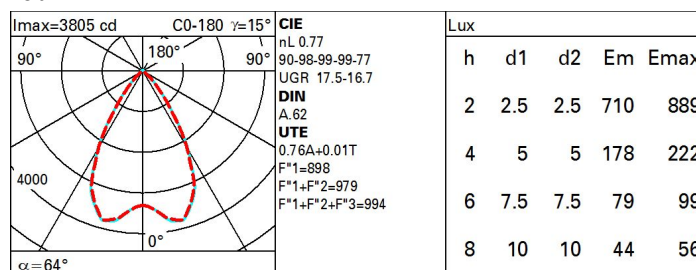 Imax=3805 cd C0-180 γ=15°
90° 180° 90°
4000
0°
α=64°
CIE
nL 0.77
90-98-99-99-77
UGR 17.5-16.7
DIN
A.62
UTE
0.76A+0.01T
F"1=898
F"1+F"2=979
F"1+F"2+F"3=994
Lux
h d1 d2 Em Emax
2 2.5 2.5 710 889
4 5 5 178 222
6 7.5 7.5 79 99
8 10 10 44 56